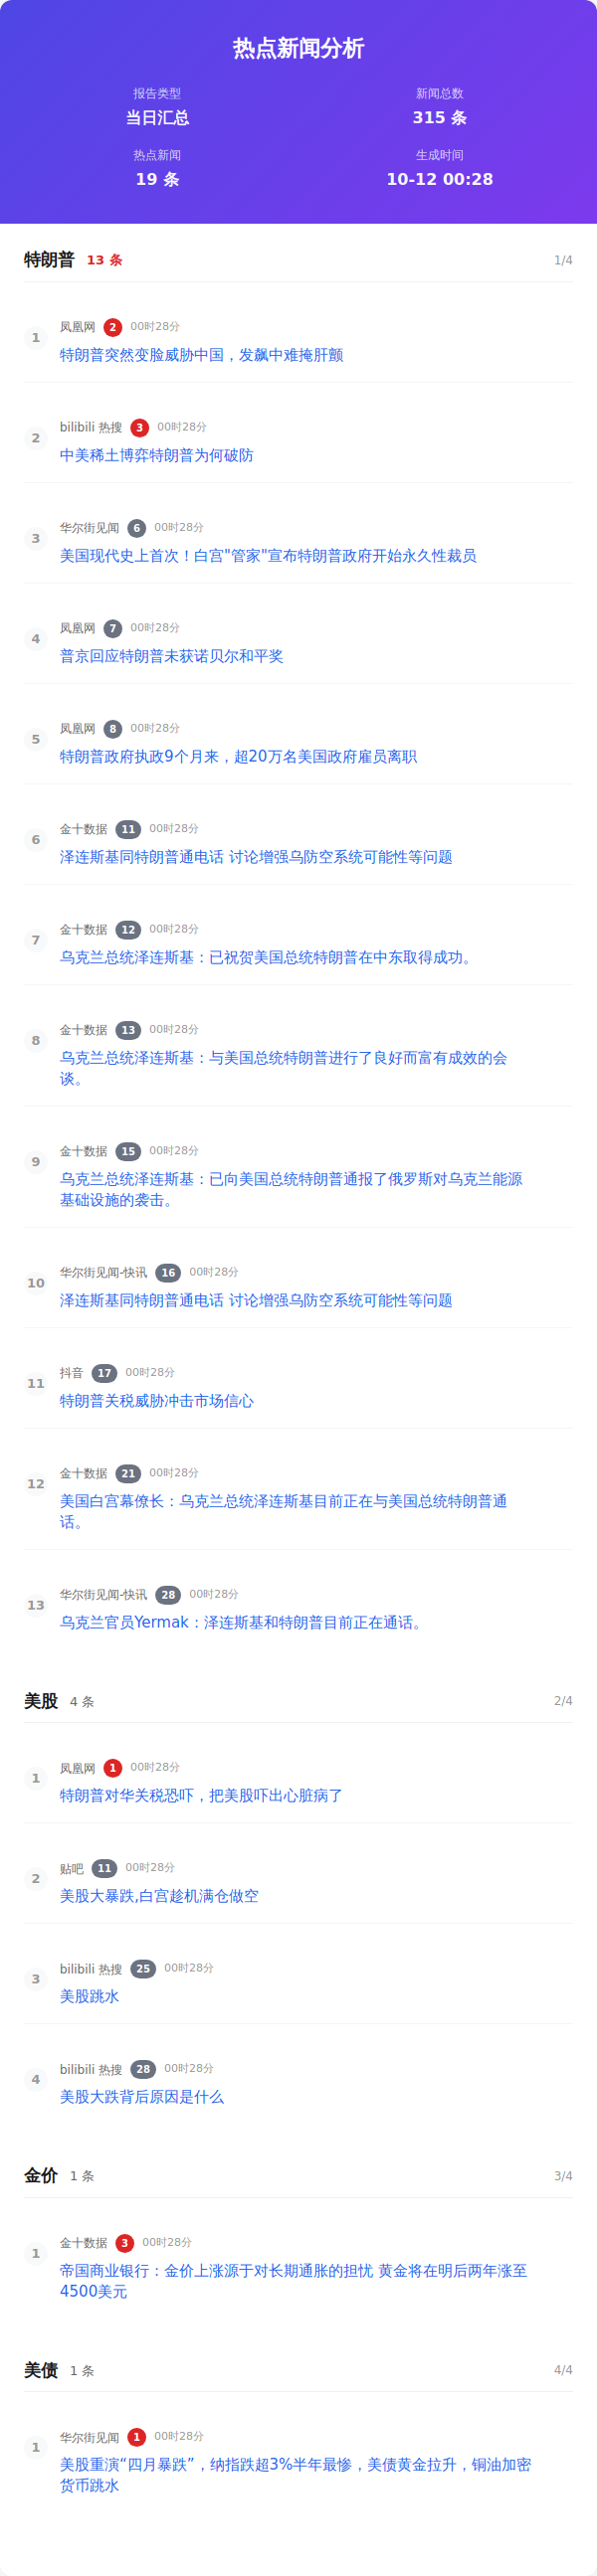 热点新闻分析
报告类型
当日汇总
新闻总数
315 条
热点新闻
19 条
生成时间
10-12 00:28
特朗普 13 条 1/4
1
凤凰网 2 00时28分
特朗普突然变脸威胁中国，发飙中难掩肝颤
2
bilibili 热搜 3 00时28分
中美稀土博弈特朗普为何破防
3
华尔街见闻 6 00时28分
美国现代史上首次！白宫"管家"宣布特朗普政府开始永久性裁员
4
凤凰网 7 00时28分
普京回应特朗普未获诺贝尔和平奖
5
凤凰网 8 00时28分
特朗普政府执政9个月来，超20万名美国政府雇员离职
6
金十数据 11 00时28分
泽连斯基同特朗普通电话 讨论增强乌防空系统可能性等问题
7
金十数据 12 00时28分
乌克兰总统泽连斯基：已祝贺美国总统特朗普在中东取得成功。
8
金十数据 13 00时28分
乌克兰总统泽连斯基：与美国总统特朗普进行了良好而富有成效的会
谈。
9
金十数据 15 00时28分
乌克兰总统泽连斯基：已向美国总统特朗普通报了俄罗斯对乌克兰能源
基础设施的袭击。
10
华尔街见闻-快讯 16 00时28分
泽连斯基同特朗普通电话 讨论增强乌防空系统可能性等问题
11
抖音 17 00时28分
特朗普关税威胁冲击市场信心
12
金十数据 21 00时28分
美国白宫幕僚长：乌克兰总统泽连斯基目前正在与美国总统特朗普通
话。
13
华尔街见闻-快讯 28 00时28分
乌克兰官员Yermak：泽连斯基和特朗普目前正在通话。
美股 4 条 2/4
1
凤凰网 1 00时28分
特朗普对华关税恐吓，把美股吓出心脏病了
2
贴吧 11 00时28分
美股大暴跌,白宫趁机满仓做空
3
bilibili 热搜 25 00时28分
美股跳水
4
bilibili 热搜 28 00时28分
美股大跌背后原因是什么
金价 1 条 3/4
1
金十数据 3 00时28分
帝国商业银行：金价上涨源于对长期通胀的担忧 黄金将在明后两年涨至
4500美元
美债 1 条 4/4
1
华尔街见闻 1 00时28分
美股重演“四月暴跌”，纳指跌超3%半年最惨，美债黄金拉升，铜油加密
货币跳水